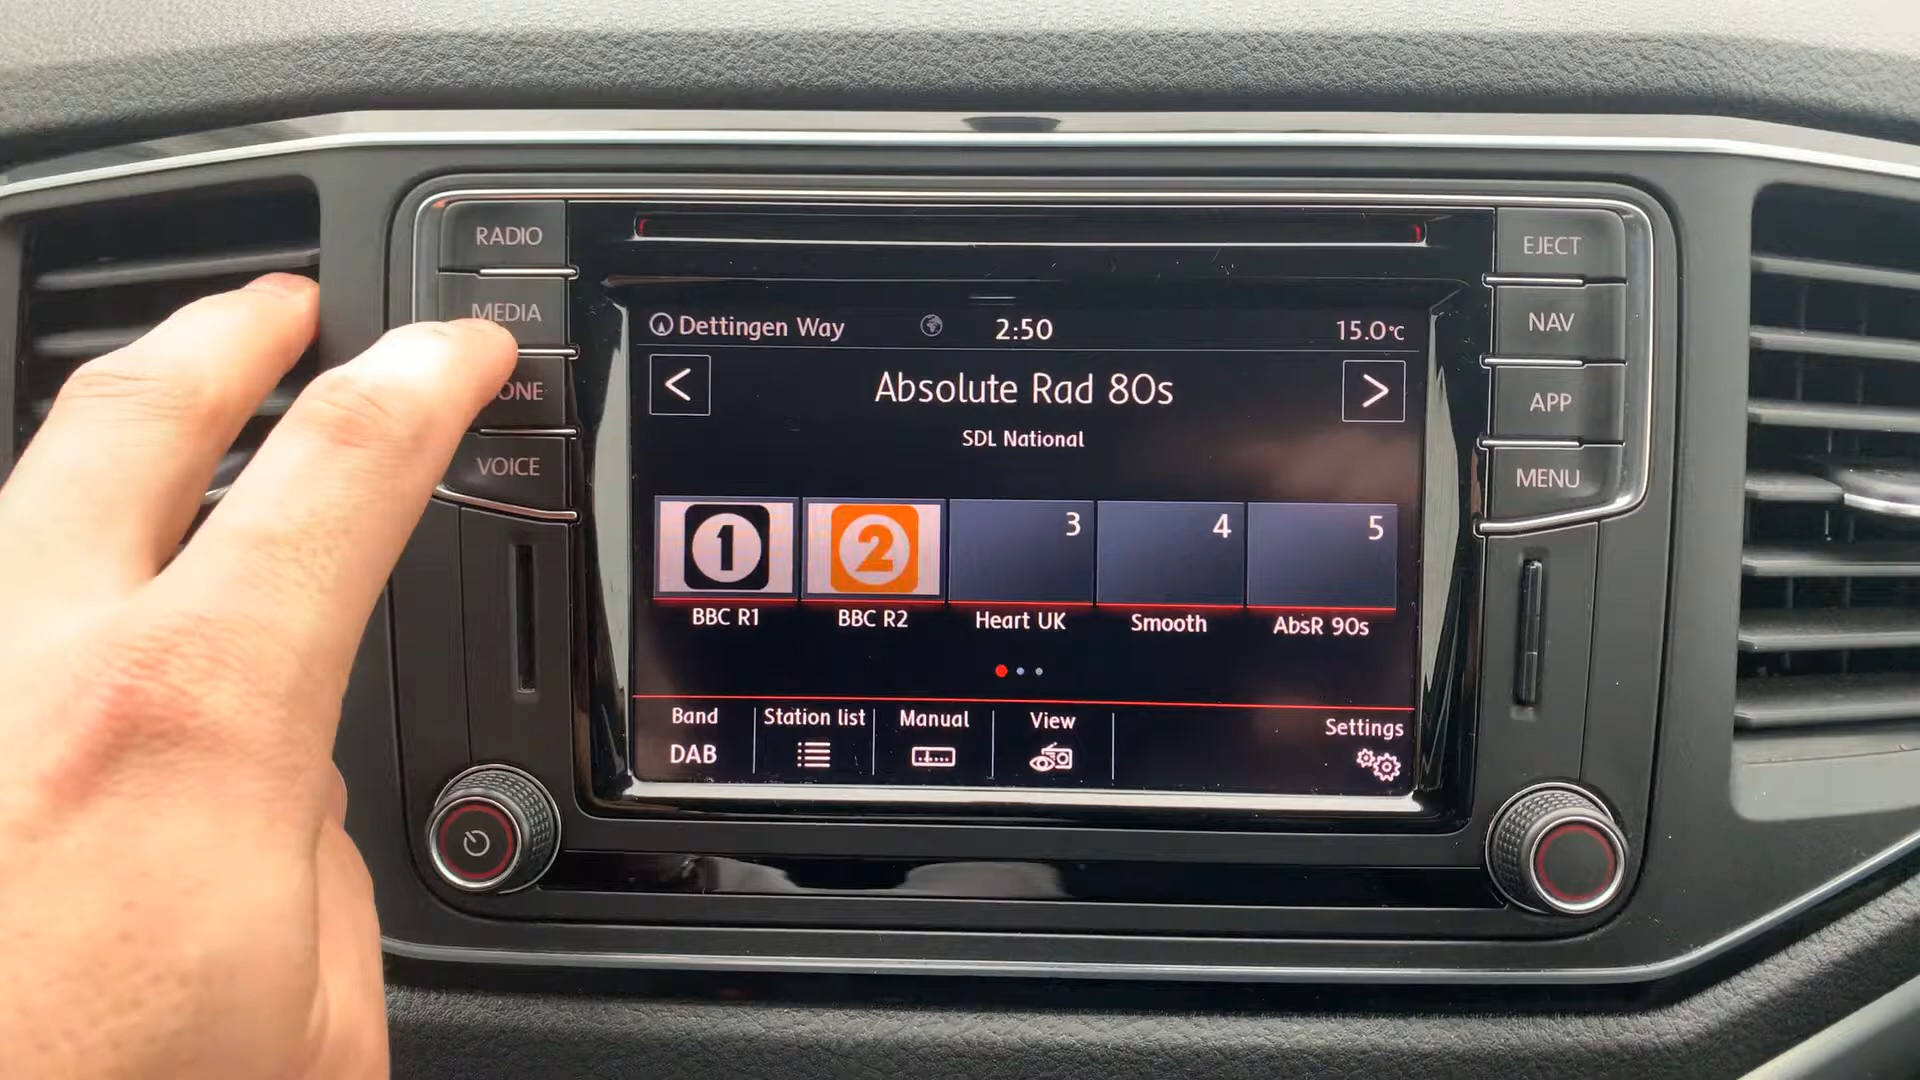 RADIO
MEDIA
ONE
VOICE
EJECT
NAV
APP
MENU
Dettingen Way 2:50 15.0°C
< Absolute Rad 80s >
SDL National
1 2 3 4 5
BBC R1 BBC R2 Heart UK Smooth AbsR 90s
Band Station list Manual View Settings
DAB